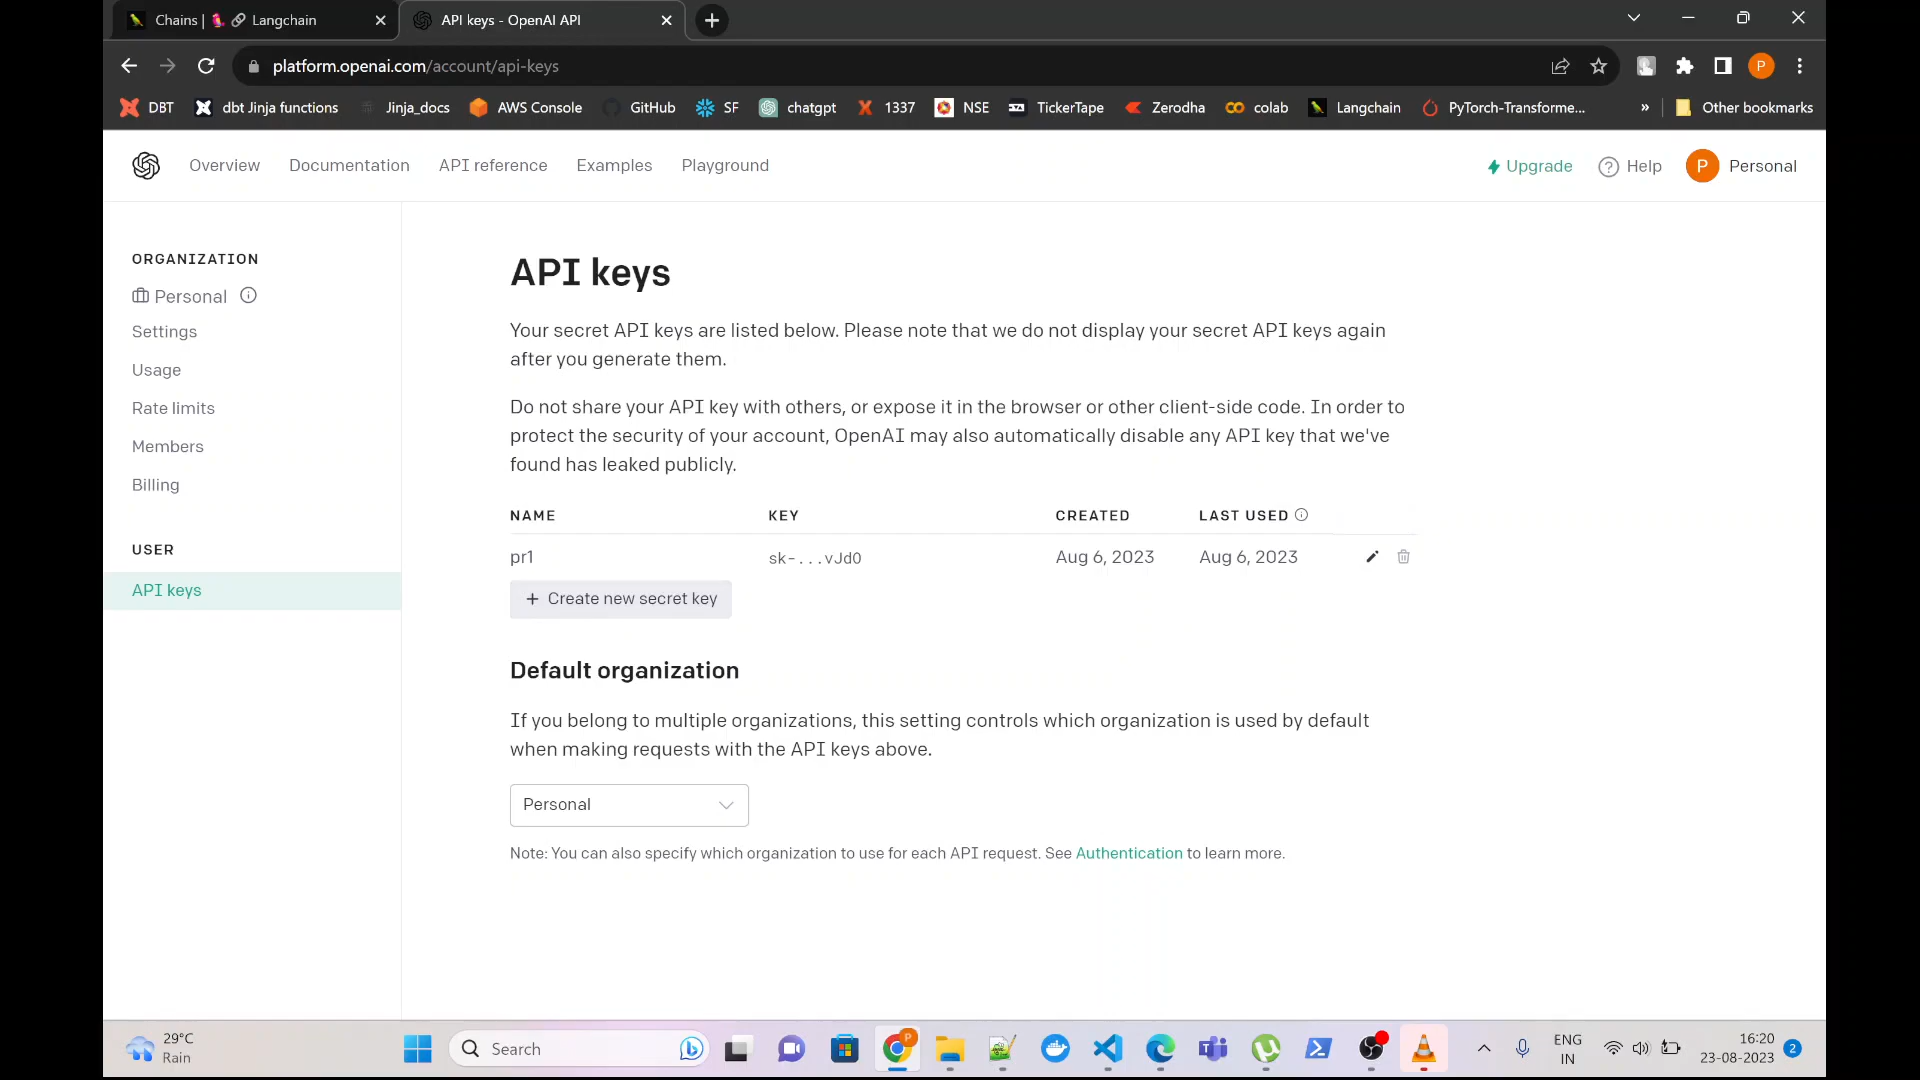 Chains | Langchain
API keys - OpenAI API
platform.openai.com/account/api-keys
P
DBT
dbt Jinja functions
Jinja_docs
AWS Console
GitHub
SF
chatgpt
1337
NSE
TickerTape
Zerodha
colab
Langchain
PyTorch-Transforme...
»
Other bookmarks
Overview
Documentation
API reference
Examples
Playground
Upgrade
Help
P
Personal
ORGANIZATION
Personal
Settings
Usage
Rate limits
Members
Billing
USER
API keys
API keys
Your secret API keys are listed below. Please note that we do not display your secret API keys again
after you generate them.
Do not share your API key with others, or expose it in the browser or other client-side code. In order to
protect the security of your account, OpenAI may also automatically disable any API key that we've
found has leaked publicly.
NAME KEY CREATED LAST USED
pr1 sk-...vJdO Aug 6, 2023 Aug 6, 2023
+ Create new secret key
Default organization
If you belong to multiple organizations, this setting controls which organization is used by default
when making requests with the API keys above.
Personal
Note: You can also specify which organization to use for each API request. See Authentication to learn more.
29°C
Rain
Search
P
ENG
IN
16:20
23-08-2023
2